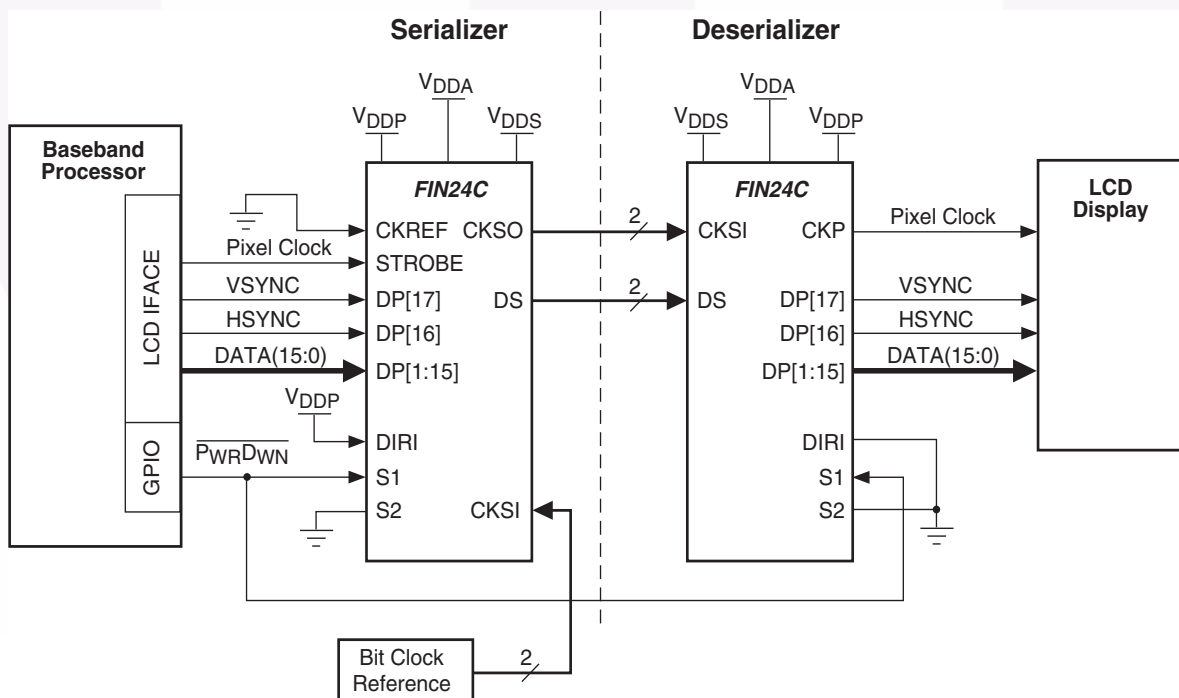 Serializer
Deserializer
VDDA
VDDP
VDDS
VDDA
VDDS
VDDP
Baseband
Processor
LCD IFACE
GPIO
FIN24C
CKREF
CKSO
Pixel Clock
STROBE
VSYNC
DP[17]
DS
HSYNC
DP[16]
DATA(15:0)
DP[1:15]
VDDP
DIRI
PWRDWN
S1
S2
CKSI
2
2
FIN24C
CKSI
CKP
Pixel Clock
DS
DP[17]
VSYNC
DP[16]
HSYNC
DP[1:15]
DATA(15:0)
DIRI
S1
S2
LCD
Display
Bit Clock
Reference
2